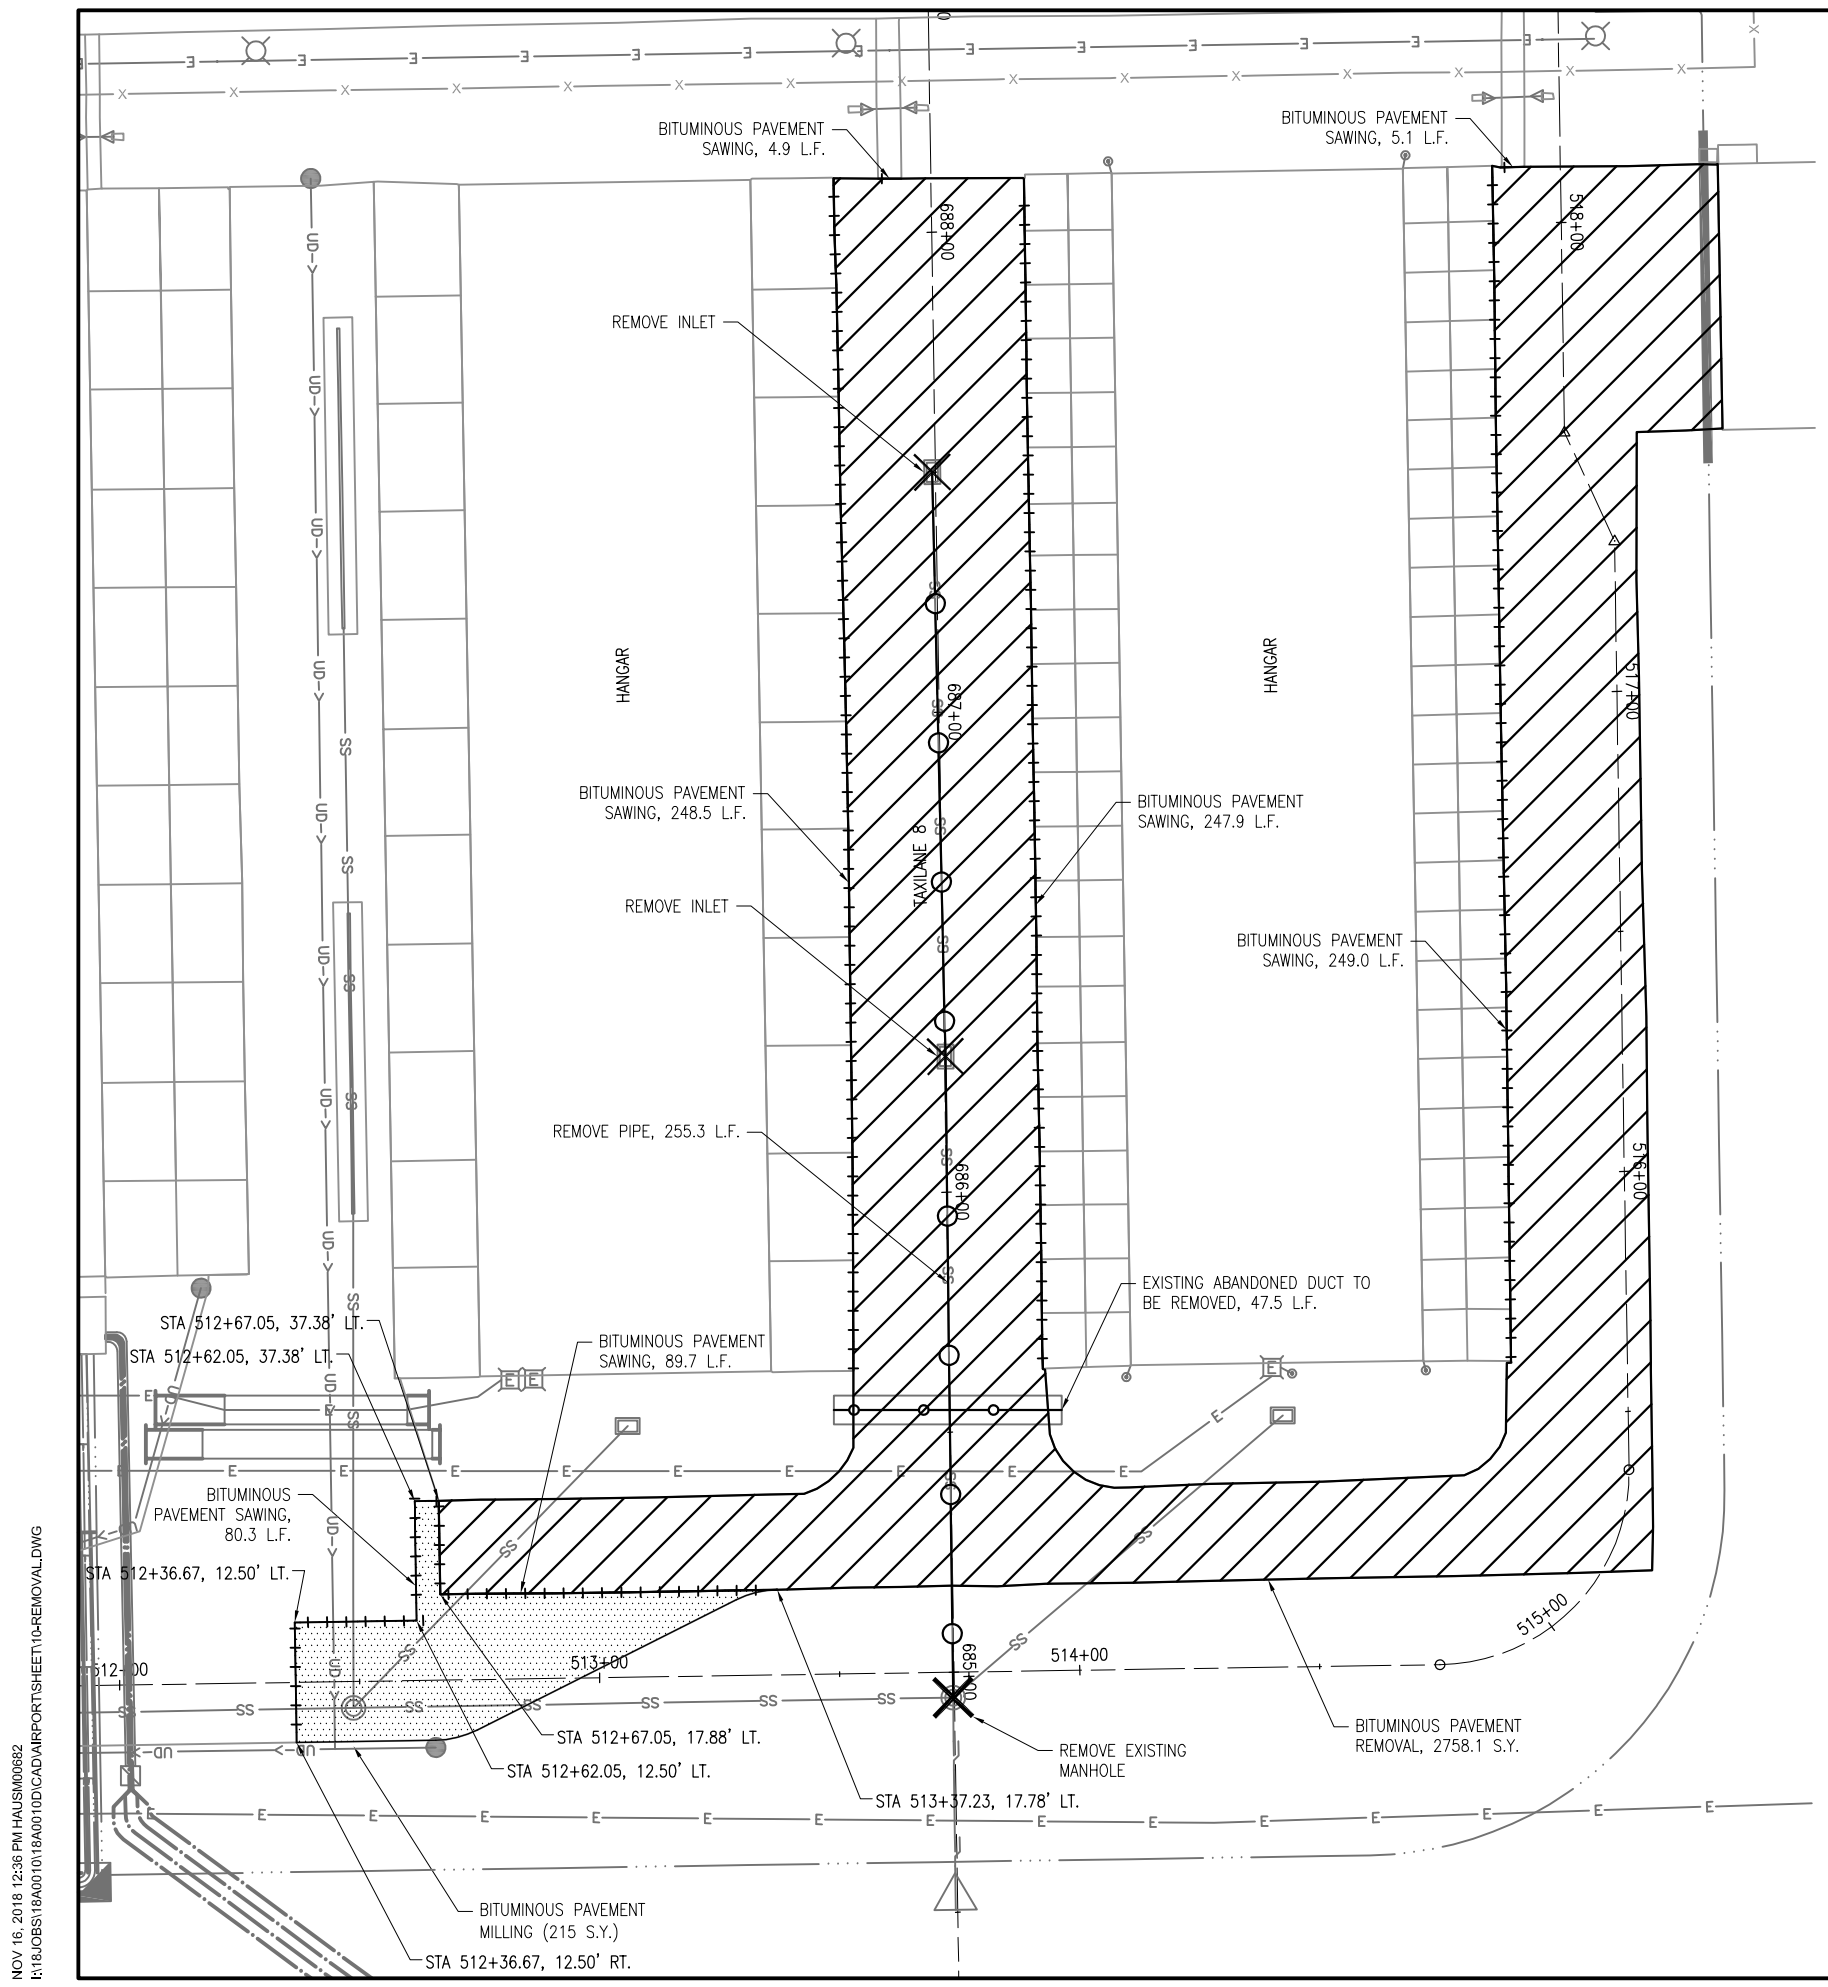 BITUMINOUS PAVEMENT
SAWING, 4.9 L.F.
BITUMINOUS PAVEMENT
SAWING, 5.1 L.F.
688+00
518+00
REMOVE INLET
HANGAR
HANGAR
687+00
517+00
BITUMINOUS PAVEMENT
SAWING, 248.5 L.F.
BITUMINOUS PAVEMENT
SAWING, 247.9 L.F.
TAXILANE 8
REMOVE INLET
BITUMINOUS PAVEMENT
SAWING, 249.0 L.F.
REMOVE PIPE, 255.3 L.F.
686+00
516+00
EXISTING ABANDONED DUCT TO
BE REMOVED, 47.5 L.F.
STA 512+67.05, 37.38' LT.
STA 512+62.05, 37.38' LT.
BITUMINOUS PAVEMENT
SAWING, 89.7 L.F.
BITUMINOUS
PAVEMENT SAWING,
80.3 L.F.
STA 512+36.67, 12.50' LT.
512+00
513+00
685+00
514+00
515+00
STA 512+67.05, 17.88' LT.
STA 512+62.05, 12.50' LT.
REMOVE EXISTING
MANHOLE
BITUMINOUS PAVEMENT
REMOVAL, 2758.1 S.Y.
STA 513+37.23, 17.78' LT.
BITUMINOUS PAVEMENT
MILLING (215 S.Y.)
STA 512+36.67, 12.50' RT.
NOV 16, 2018 12:36 PM HAUSM00682
I:\18JOBS\18A0010\18A0010D\CAD\AIRPORT\SHEET\10-REMOVAL.DWG